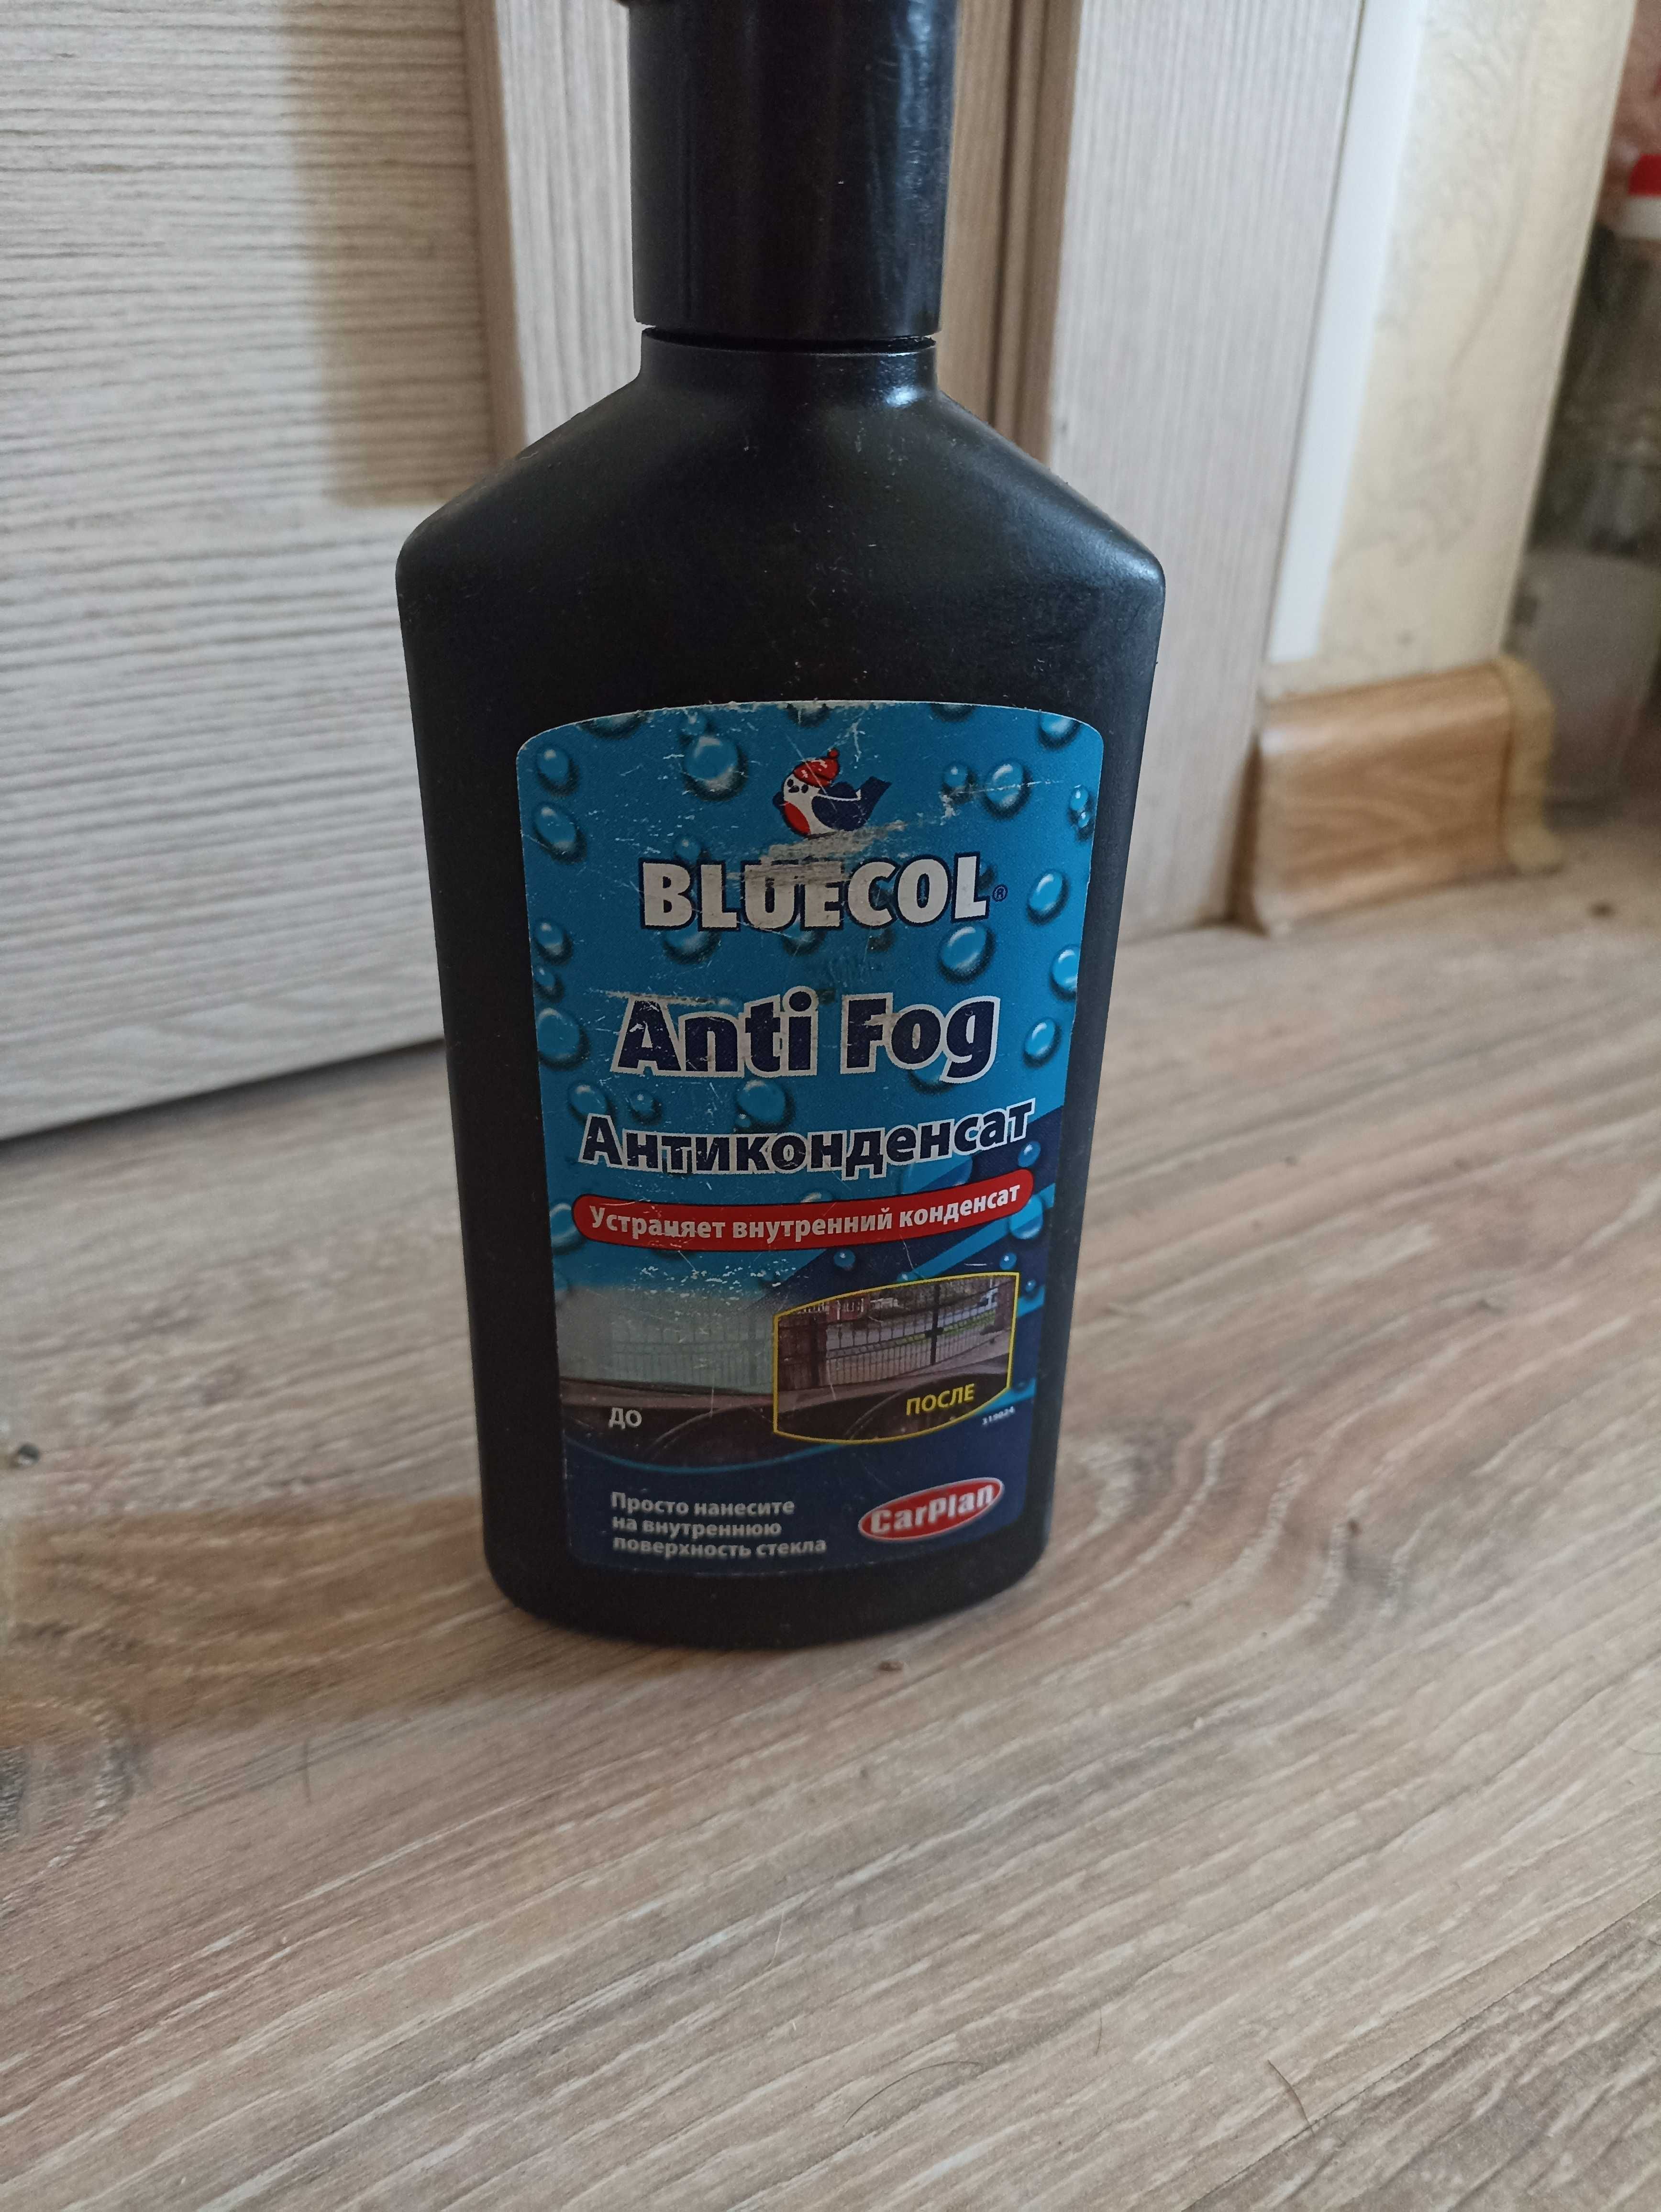 BLUECOL®
Anti Fog
Антиконденсат
Устраняет внутренний конденсат
ДО
ПОСЛЕ
Просто нанесите
на внутреннюю
поверхность стекла
CarPlan